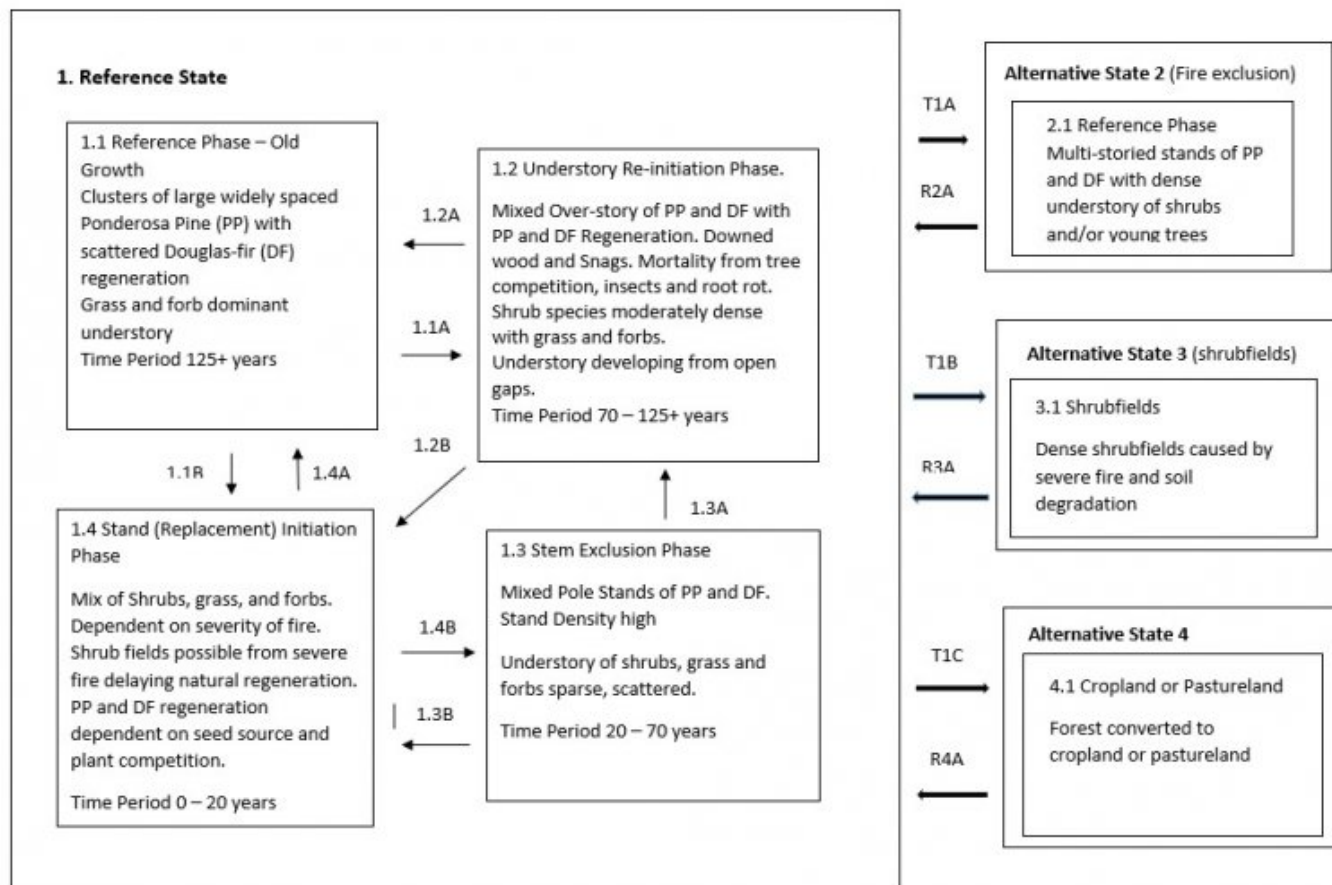 1. Reference State
1.1 Reference Phase – Old
Growth
Clusters of large widely spaced
Ponderosa Pine (PP) with
scattered Douglas-fir (DF)
regeneration
Grass and forb dominant
understory
Time Period 125+ years
1.2A
1.1A
1.2 Understory Re-initiation Phase.
Mixed Over-story of PP and DF with
PP and DF Regeneration. Downed
wood and Snags. Mortality from tree
competition, insects and root rot.
Shrub species moderately dense
with grass and forbs.
Understory developing from open
gaps.
Time Period 70 – 125+ years
1.1B
1.4A
1.2B
1.3A
1.4 Stand (Replacement) Initiation
Phase
Mix of Shrubs, grass, and forbs.
Dependent on severity of fire.
Shrub fields possible from severe
fire delaying natural regeneration.
PP and DF regeneration
dependent on seed source and
plant competition.
Time Period 0 – 20 years
1.4B
1.3B
1.3 Stem Exclusion Phase
Mixed Pole Stands of PP and DF.
Stand Density high
Understory of shrubs, grass and
forbs sparse, scattered.
Time Period 20 – 70 years
T1A
R2A
Alternative State 2 (Fire exclusion)
2.1 Reference Phase
Multi-storied stands of PP
and DF with dense
understory of shrubs
and/or young trees
T1B
R3A
Alternative State 3 (shrubfields)
3.1 Shrubfields
Dense shrubfields caused by
severe fire and soil
degradation
T1C
R4A
Alternative State 4
4.1 Cropland or Pastureland
Forest converted to
cropland or pastureland